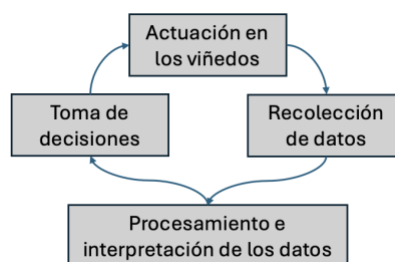 Actuación en
los viñedos
Toma de
decisiones
Recolección
de datos
Procesamiento e
interpretación de los datos